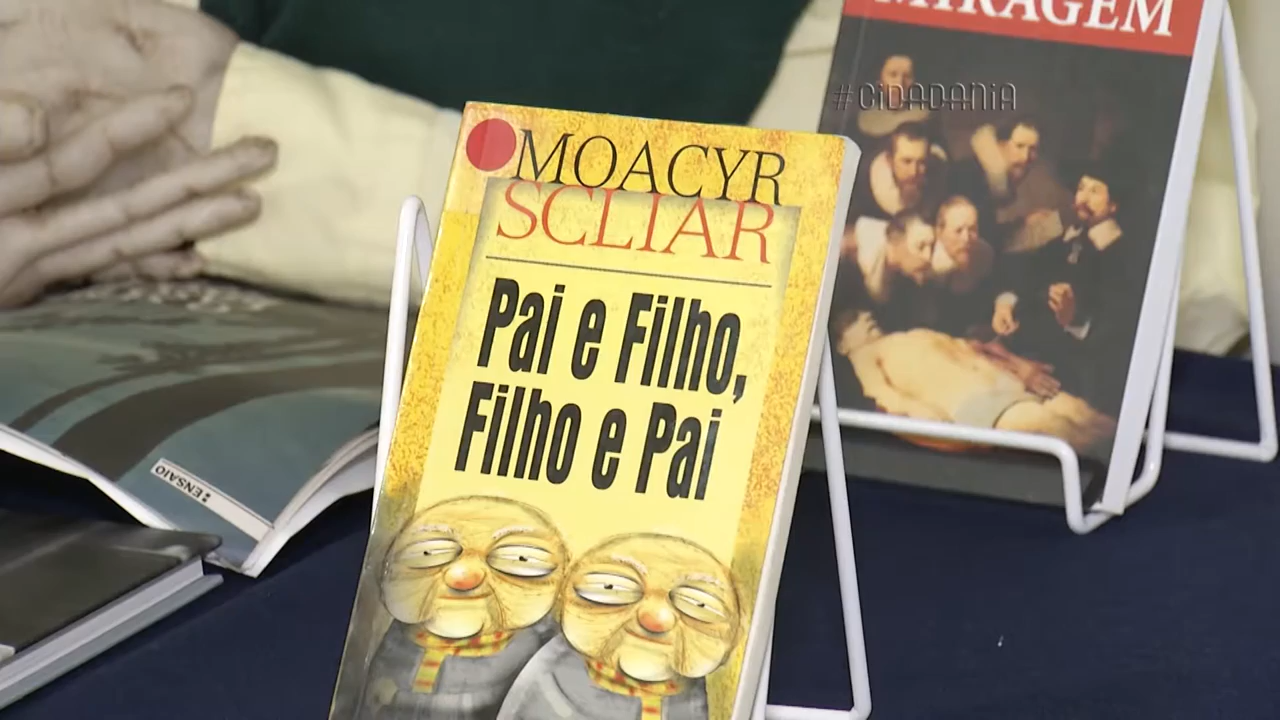 MIRAGEM
#CIDADANIA
MOACYR
SCLIAR
Pai e Filho,
Filho e Pai
:ENSAIO